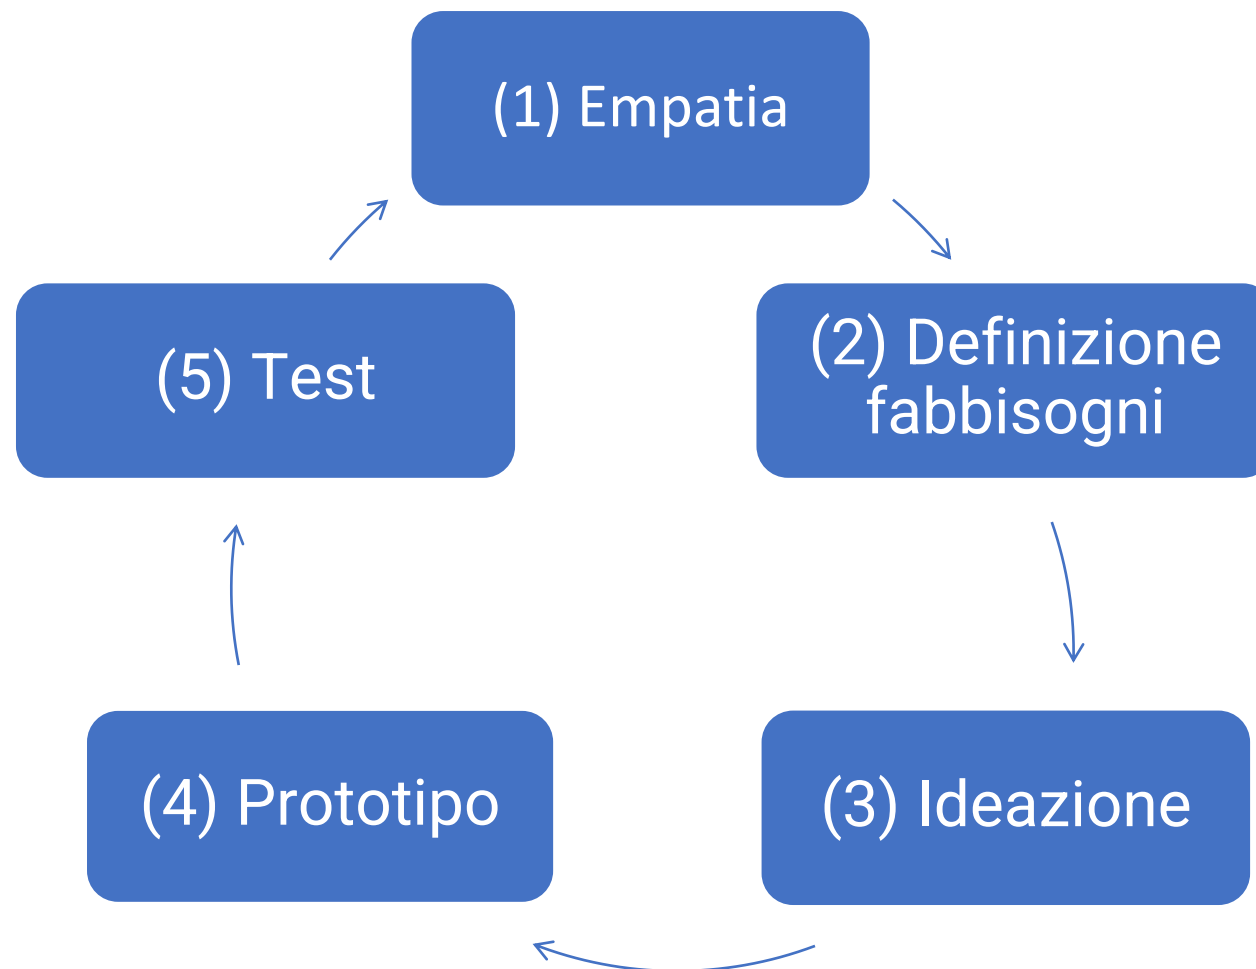 (1) Empatia
(2) Definizione
fabbisogni
(3) Ideazione
(4) Prototipo
(5) Test